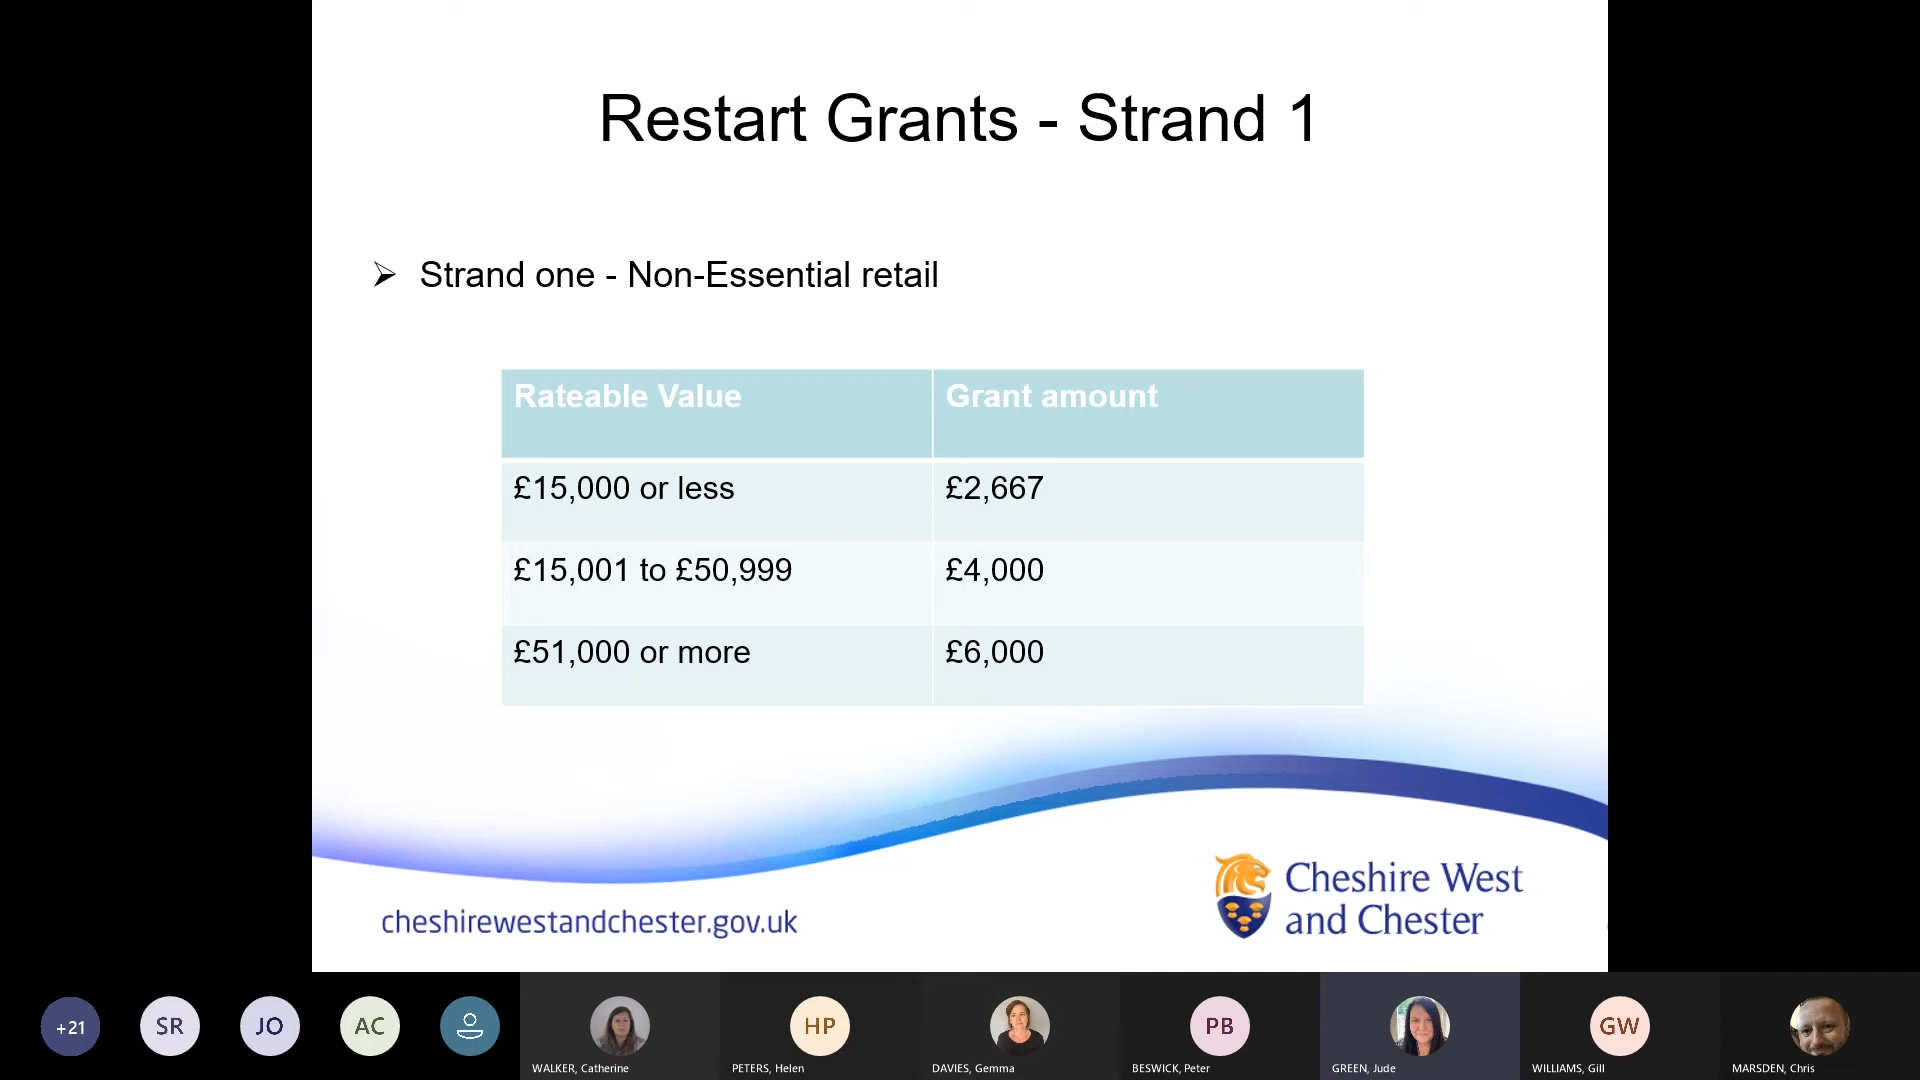 Restart Grants - Strand 1
Strand one - Non-Essential retail
Rateable Value
Grant amount
£15,000 or less
£2,667
£15,001 to £50,999
£4,000
£51,000 or more
£6,000
cheshirewestandchester.gov.uk
Cheshire West
and Chester
+21
SR
JO
AC
HP
PB
GW
WALKER, Catherine
PETERS, Helen
DAVIES, Gemma
BESWICK, Peter
GREEN, Jude
WILLIAMS, Gill
MARSDEN, Chris